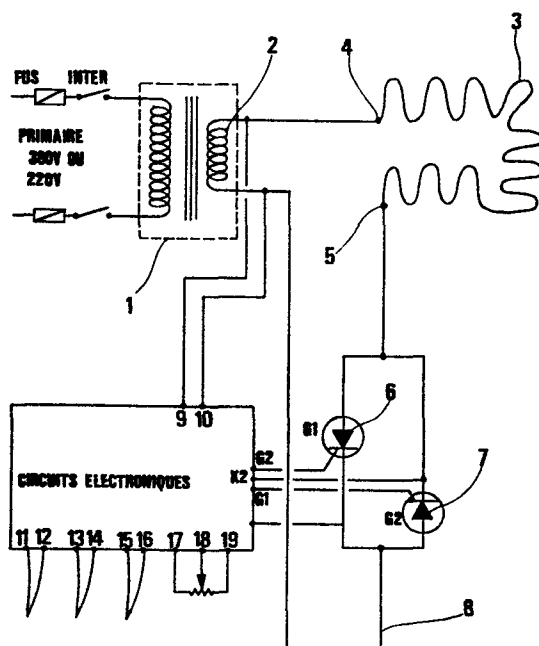 2
4
3
FUS INTER
PRIMAIRE
380V OU
220V
1
5
6
9 10
G1
G2
K2
G1
CIRCUITS ELECTRONIQUES
7
G2
11 12 13 14 15 16 17 18 19
8